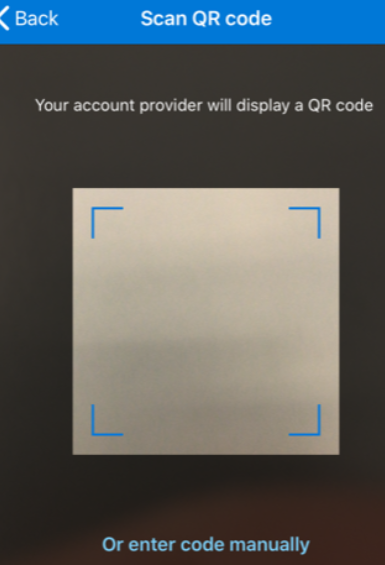 Back
Scan QR code
Your account provider will display a QR code
Or enter code manually